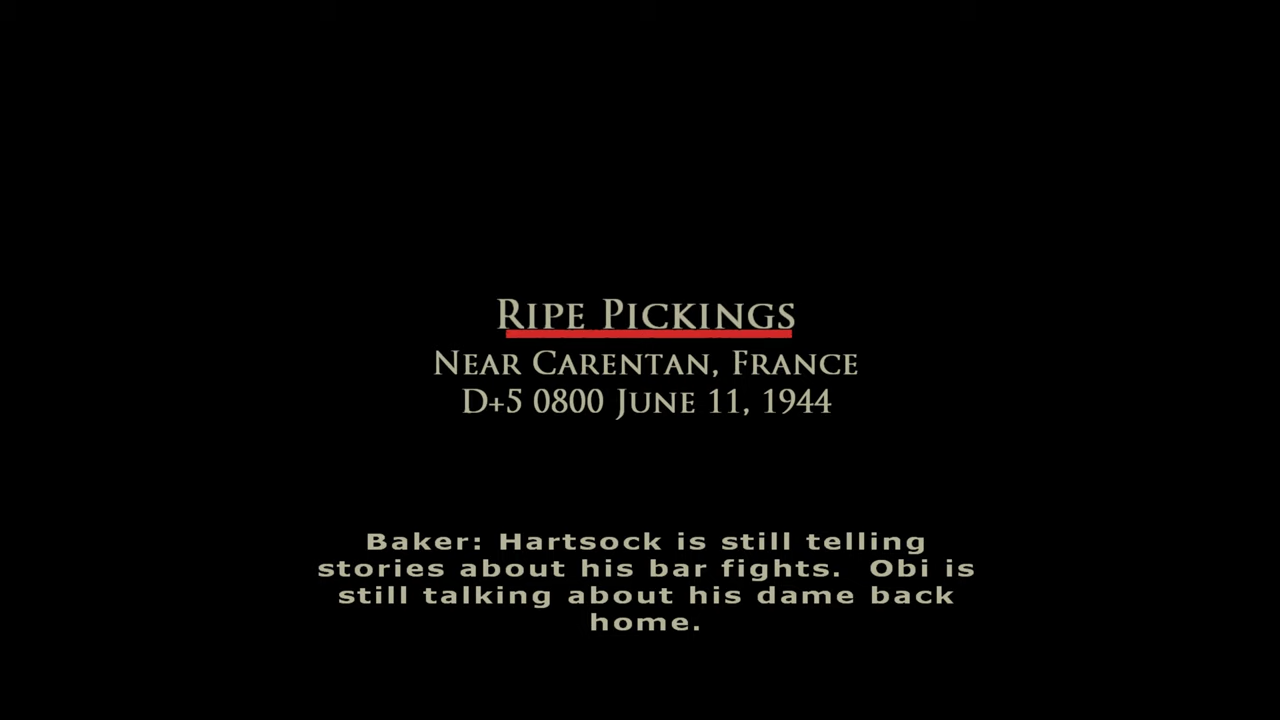 Ripe Pickings
Near Carentan, France
D+5 0800 June 11, 1944
Baker: Hartsock is still telling
stories about his bar fights.  Obi is
still talking about his dame back
home.